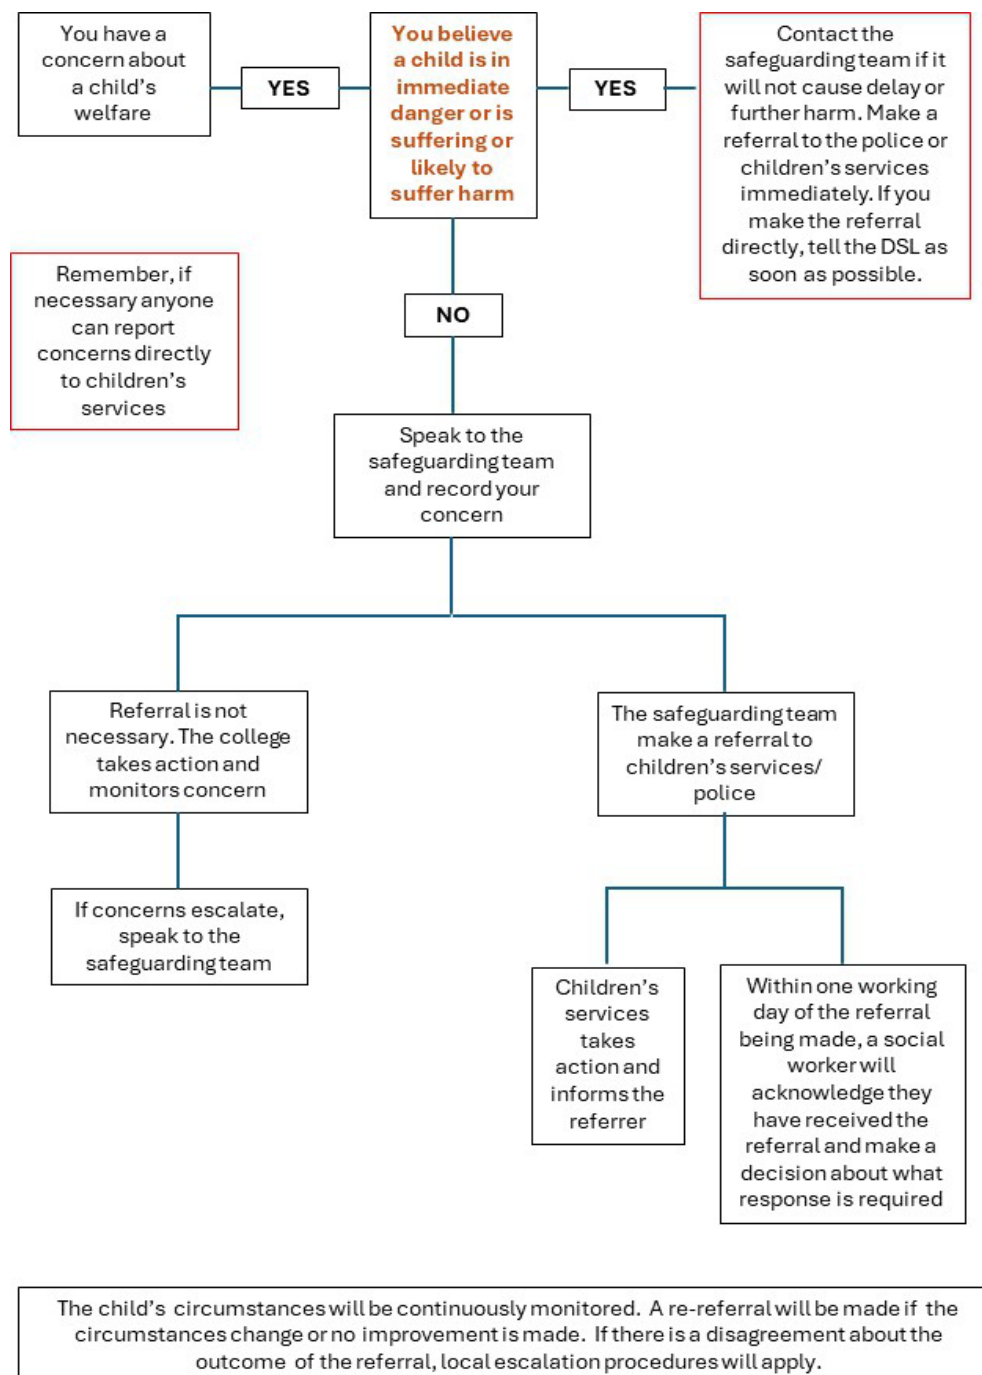 You have a
concern about
a child's
welfare
YES
You believe
a child is in
immediate
danger or is
suffering or
likely to
suffer harm
YES
Contact the
safeguarding team if it
will not cause delay or
further harm. Make a
referral to the police or
children's services
immediately. If you
make the referral
directly, tell the DSL as
soon as possible.
Remember, if
necessary anyone
can report
concerns directly
to children's
services
NO
Speak to the
safeguarding team
and record your
concern
Referral is not
necessary. The college
takes action and
monitors concern
The safeguarding team
make a referral to
children's services/
police
If concerns escalate,
speak to the
safeguarding team
Children's
services
takes
action and
informs the
referrer
Within one working
day of the referral
being made, a social
worker will
acknowledge they
have received the
referral and make a
decision about what
response is required
The child's circumstances will be continuously monitored. A re-referral will be made if the
circumstances change or no improvement is made. If there is a disagreement about the
outcome of the referral, local escalation procedures will apply.